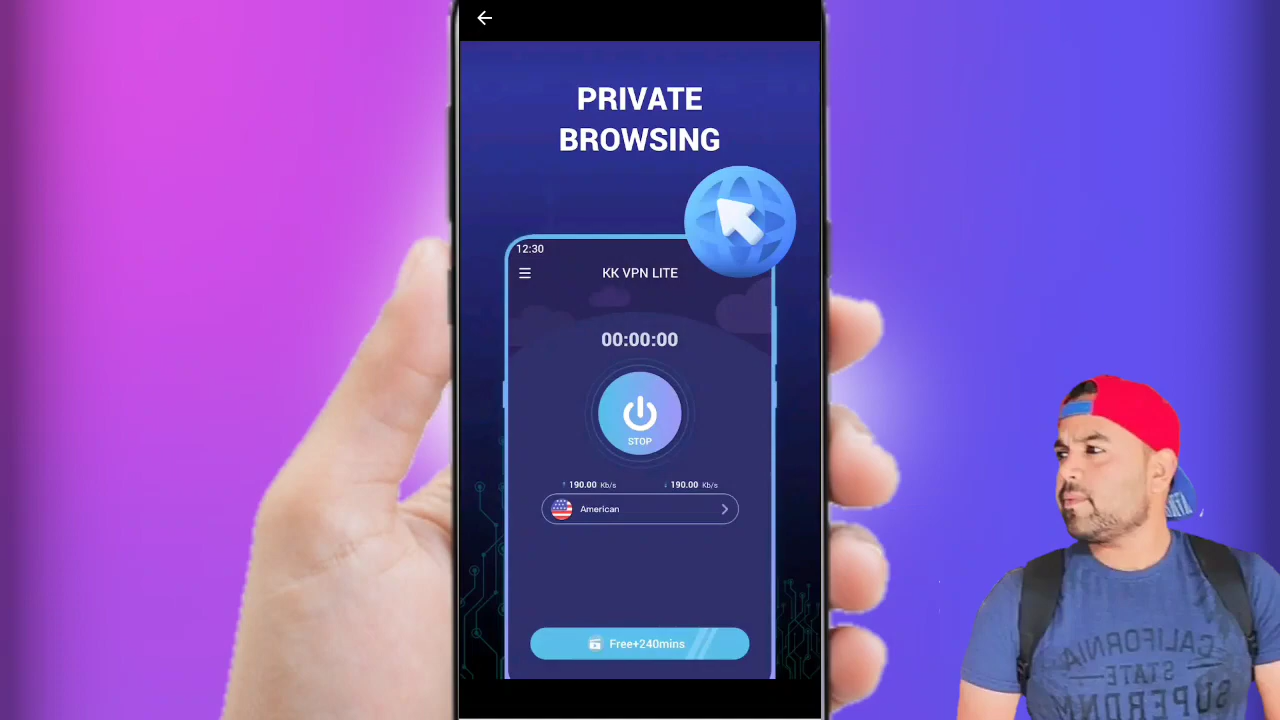 PRIVATE
BROWSING
12:30
KK VPN LITE
00:00:00
STOP
↑ 190.00 Kb/s ↓ 190.00 Kb/s
American
Free+240mins
CALIFORNIA
STATE